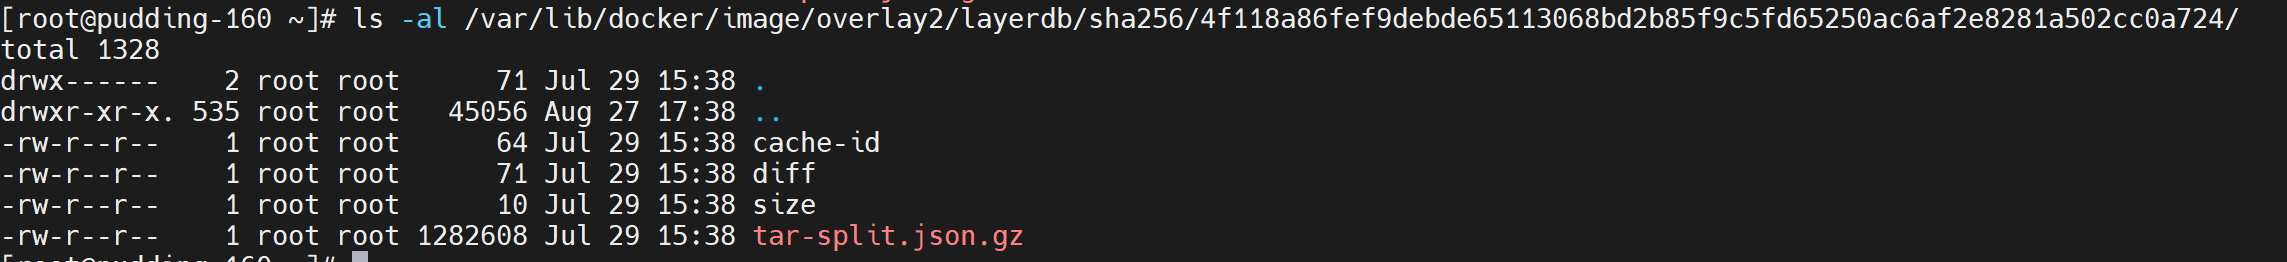 [root@pudding-160 ~]# ls -al /var/lib/docker/image/overlay2/layerdb/sha256/4f118a86fef9debde65113068bd2b85f9c5fd65250ac6af2e8281a502cc0a724/
total 1328
drwx------    2 root root      71 Jul 29 15:38 .
drwxr-xr-x. 535 root root   45056 Aug 27 17:38 ..
-rw-r--r--    1 root root      64 Jul 29 15:38 cache-id
-rw-r--r--    1 root root      71 Jul 29 15:38 diff
-rw-r--r--    1 root root      10 Jul 29 15:38 size
-rw-r--r--    1 root root 1282608 Jul 29 15:38 tar-split.json.gz
[root@pudding-160 ~]#